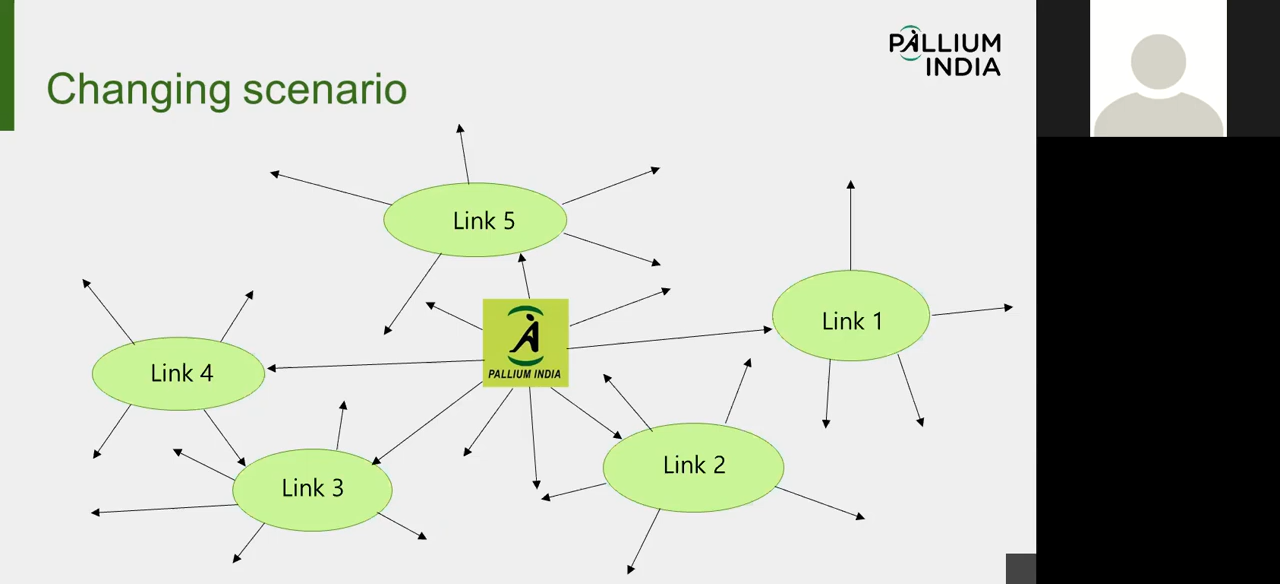 PALLIUM
INDIA
Changing scenario
Link 5
Link 1
Link 4
PALLIUM INDIA
Link 2
Link 3